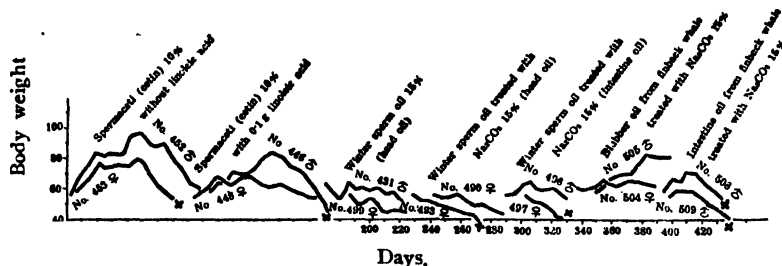 Spermaceti (cetin) 10%
without linoleic acid
Spermaceti (cetin) 10%
with 0·1 g linoleic acid
Winter sperm oil 15%
(head oil)
Winter sperm oil treated with
NaCO₃ 15% (head oil)
Winter sperm oil treated with
NaCO₃ 15% (intestine oil)
Blubber oil from finback whale
treated with NaCO₃ 15%
Intestine oil from finback whale
treated with NaCO₃ 15%
Body weight
100
80
60
40
No. 453 ♂
No. ♀
No. 446 ♂
No 448 ♀
No. 431 ♂
No. 490 ♀
No. 493
No. 490 ♀
No. 497 ♀
No. 505 ♂
No. 504 ♀
No. 508 ♂
No. 509
200 220 240 260 280 300 320 340 360 380 400 420
Days.